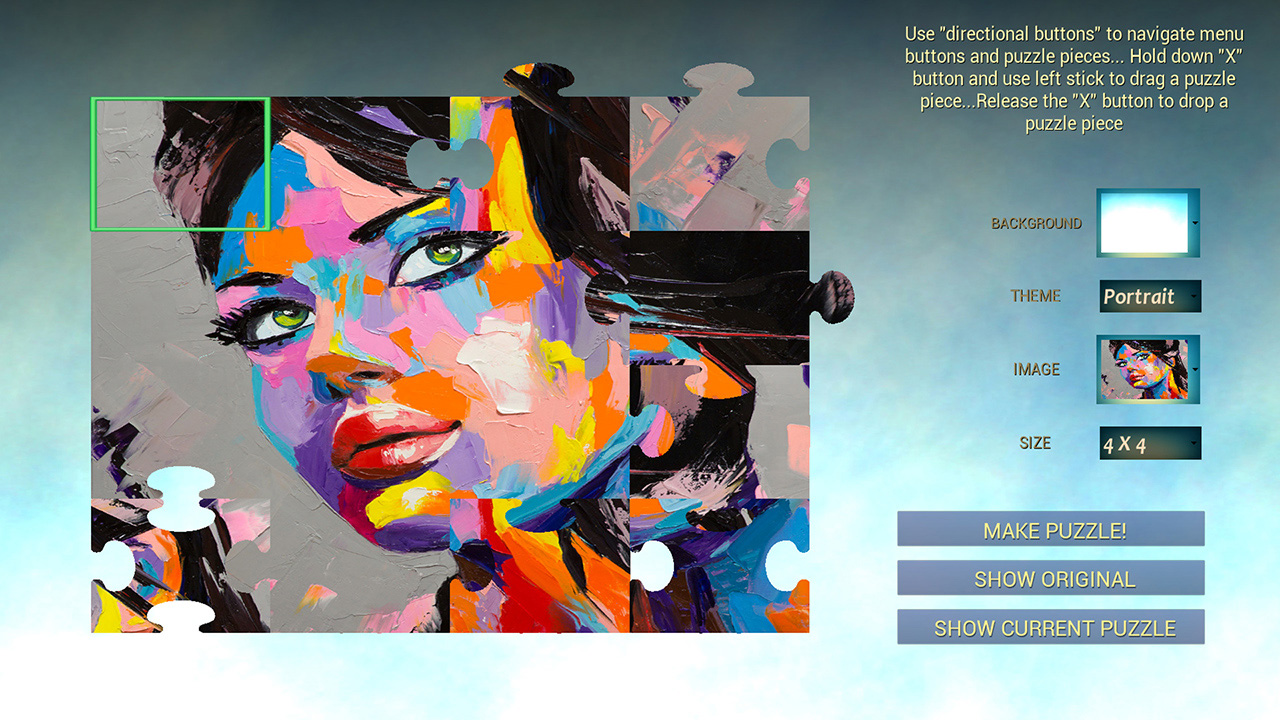 Use "directional buttons" to navigate menu
buttons and puzzle pieces... Hold down "X"
button and use left stick to drag a puzzle
piece...Release the "X" button to drop a
puzzle piece
BACKGROUND
THEME
Portrait
IMAGE
SIZE
4 X 4
MAKE PUZZLE!
SHOW ORIGINAL
SHOW CURRENT PUZZLE